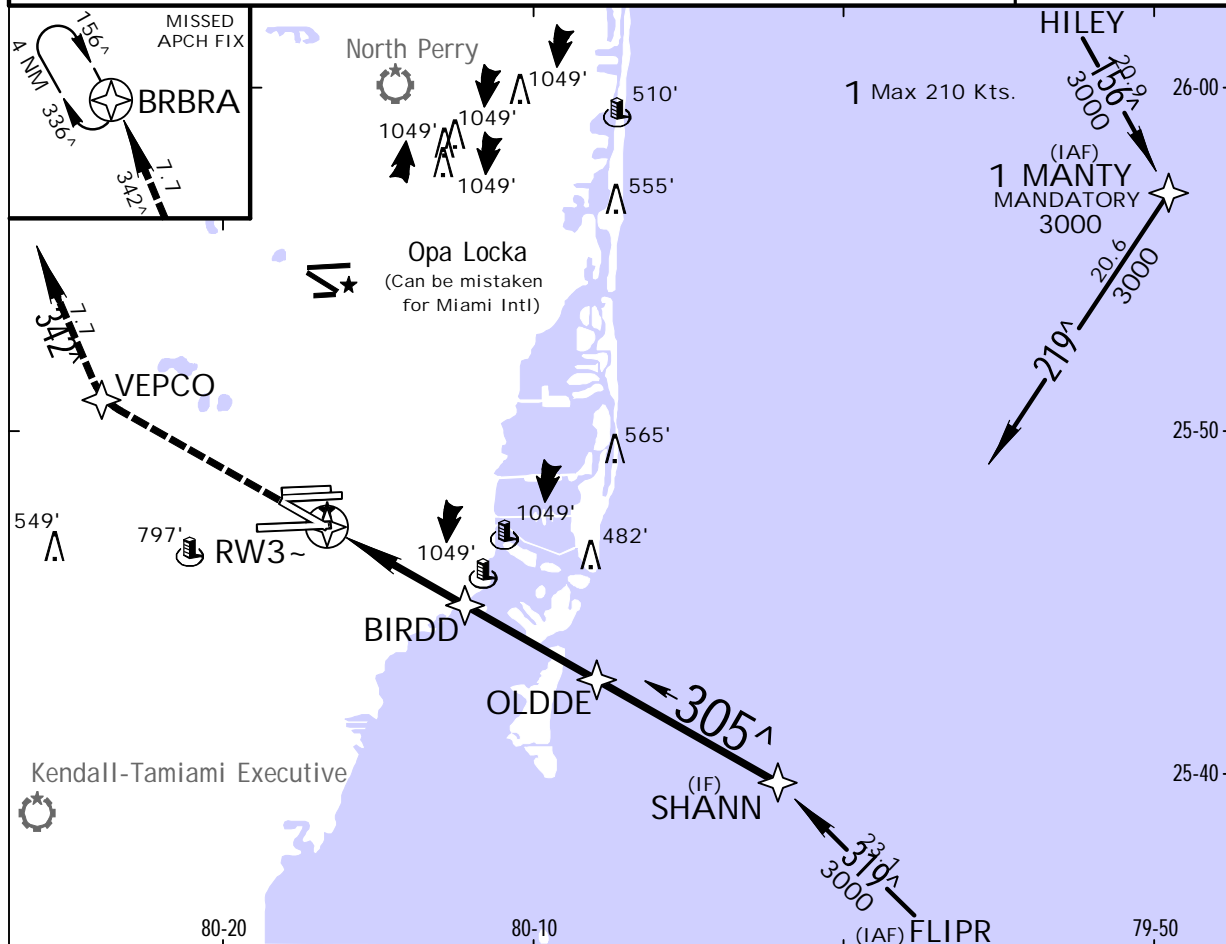 MISSED
APCH FIX
156^
4 NM
336^
BRBRA
7.7
342^
North Perry
1049'
1049'
1049'
1049'
510'
555'
1 Max 210 Kts.
HILEY
20.9
156^
3000
26-00
(IAF)
1 MANTY
MANDATORY
3000
20.6
3000
219^
Opa Locka
(Can be mistaken
for Miami Intl)
7.7
342^
VEPCO
565'
25-50
549'
797'
RW3~
1049'
1049'
482'
BIRDD
OLDDE
305^
(IF)
SHANN
25-40
Kendall-Tamiami Executive
23.1
319^
3000
80-20
80-10
(IAF) FLIPR
79-50